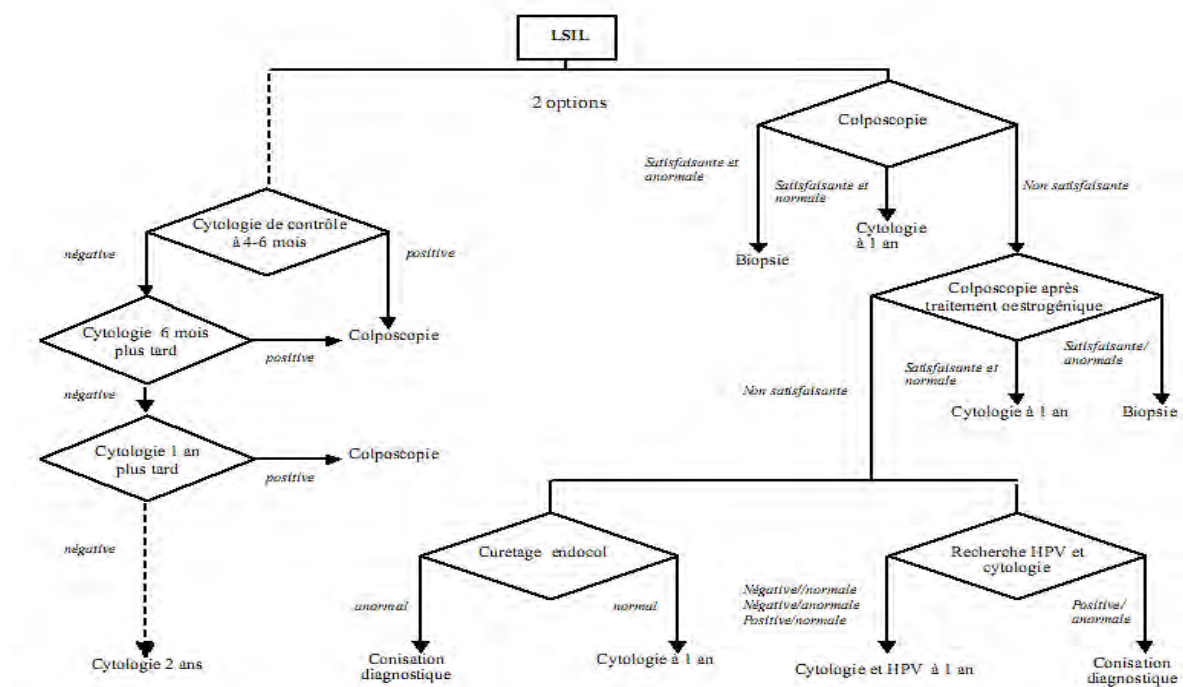 LSIL
2 options
Colposcopie
Satisfaisante et
anormale
Satisfaisante et
normale
Non satisfaisante
Cytologie de contrôle
à 4-6 mois
négative
positive
Cytologie
à 1 an
Biopsie
Colposcopie après
traitement oestrogénique
Cytologie 6 mois
plus tard
positive
Colposcopie
Satisfaisante/
anormale
Satisfaisante et
normale
Non satisfaisante
négative
Cytologie à 1 an
Biopsie
Cytologie 1 an
plus tard
positive
Colposcopie
négative
Curetage endocol
Recherche HPV et
cytologie
anormal
normal
Négative//normale
Négative/anormale
Positive/normale
Positive/
anormale
Cytologie 2 ans
Conisation
diagnostique
Cytologie à 1 an
Cytologie et HPV à 1 an
Conisation
diagnostique